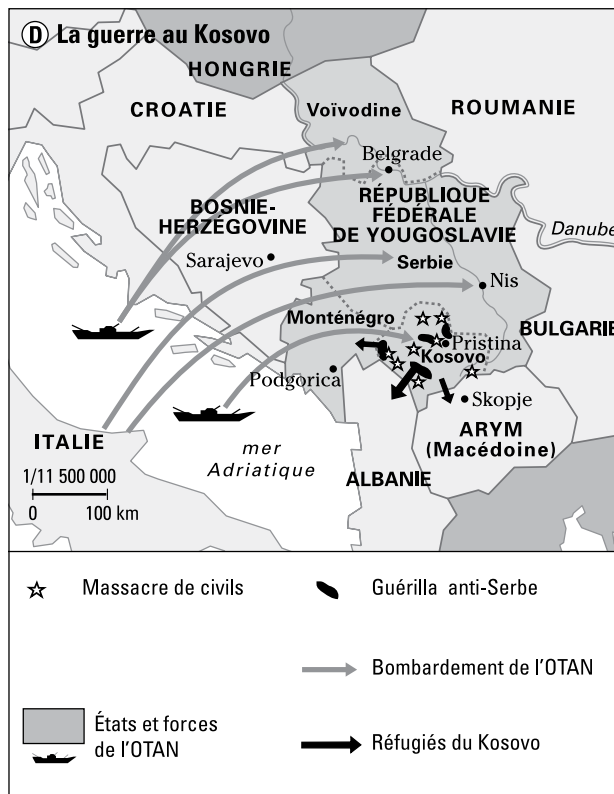 D La guerre au Kosovo
HONGRIE
CROATIE
Voïvodine
ROUMANIE
Belgrade
RÉPUBLIQUE
FÉDÉRALE
DE YOUGOSLAVIE
BOSNIE-
HERZÉGOVINE
Danube
Sarajevo
Serbie
Nis
Monténégro
BULGARIE
Pristina
Kosovo
Podgorica
Skopje
ITALIE
ARYM
(Macédoine)
mer
Adriatique
ALBANIE
1/11 500 000
0 100 km
Massacre de civils
Guérilla anti-Serbe
Bombardement de l'OTAN
États et forces
de l'OTAN
Réfugiés du Kosovo